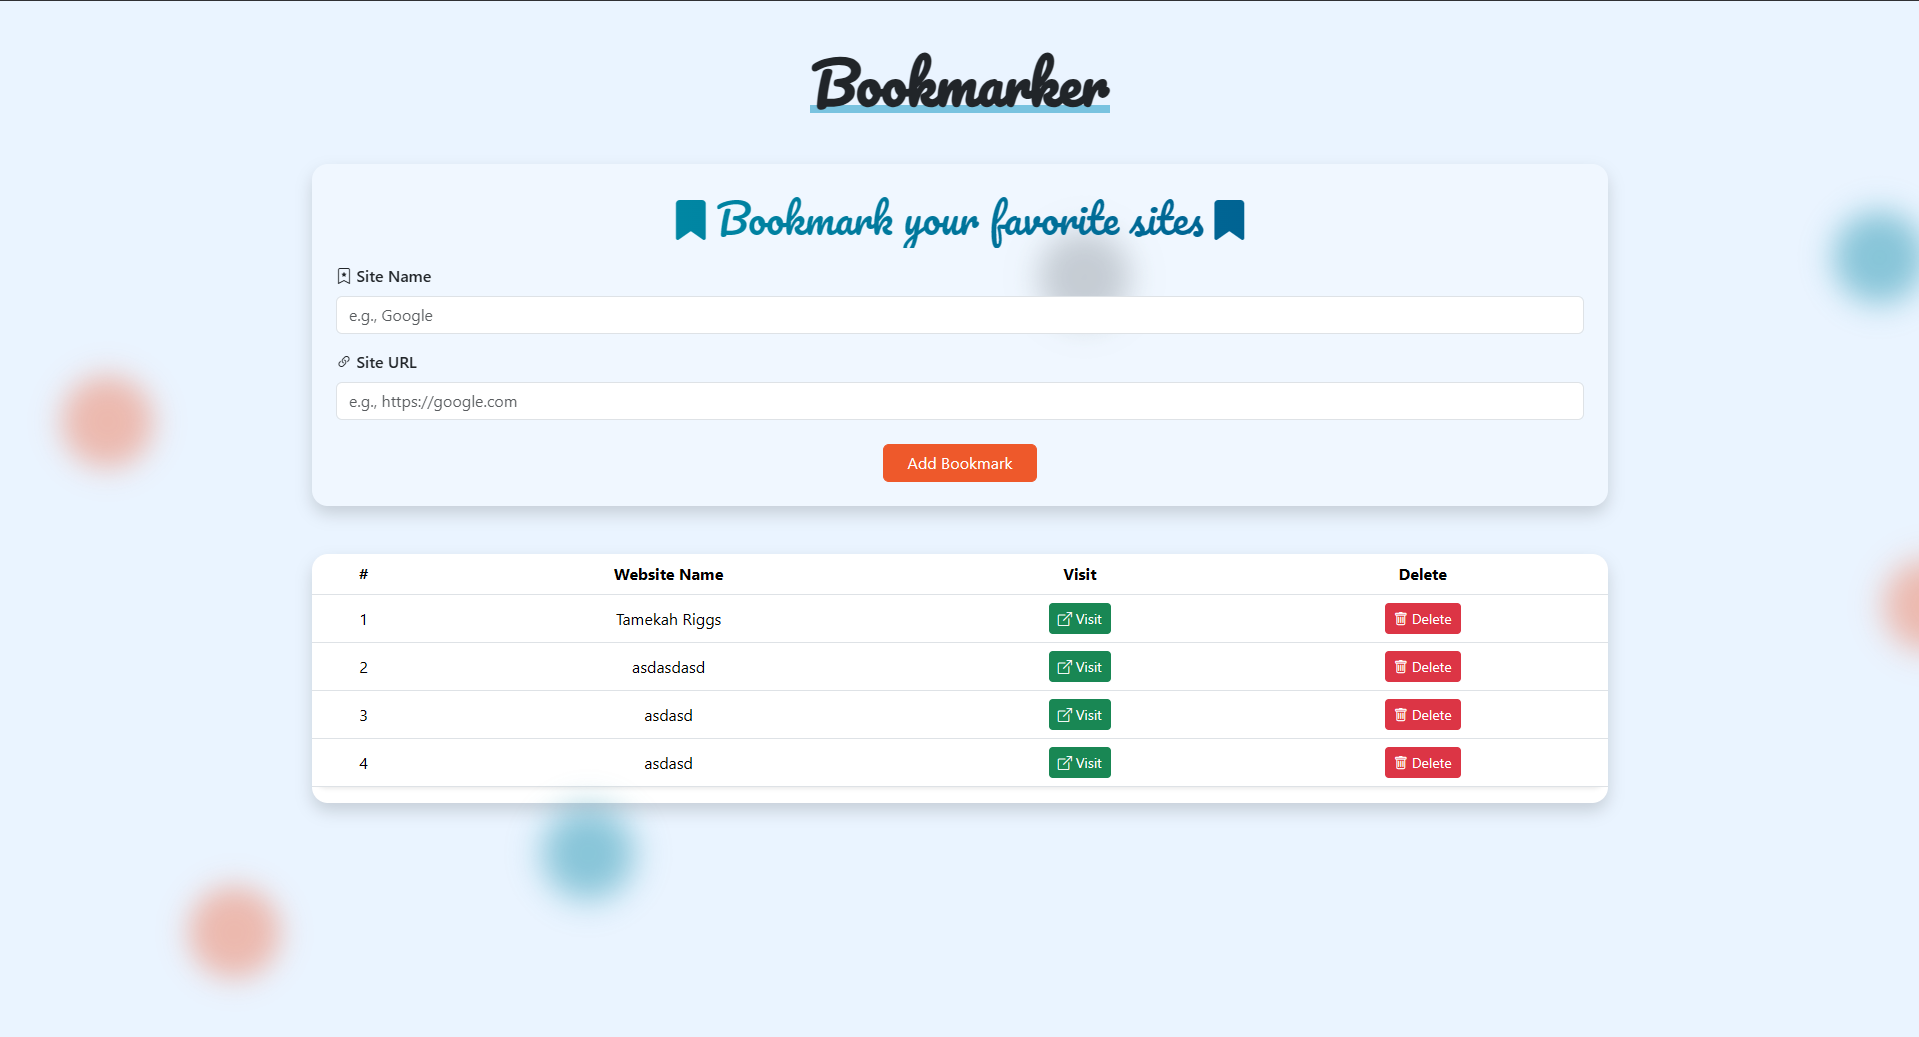 Bookmarker
Bookmark your favorite sites
Site Name
e.g., Google
Site URL
e.g., https://google.com
Add Bookmark
# Website Name Visit Delete
1 Tamekah Riggs Visit Delete
2 asdasdasd Visit Delete
3 asdasd Visit Delete
4 asdasd Visit Delete